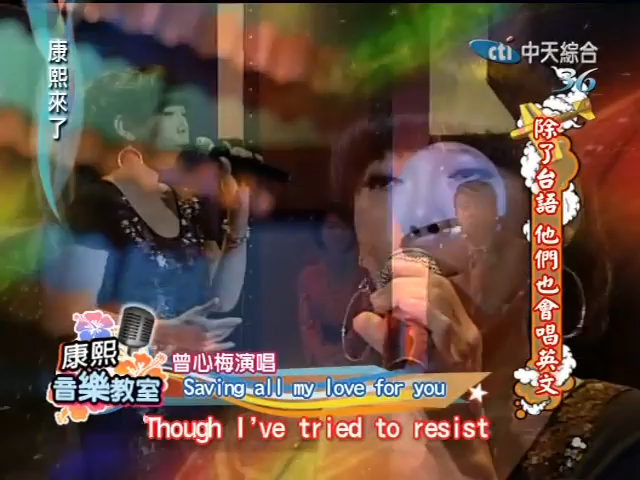 康熙來了
cti 中天綜合
36
除了台語 他們也會唱英文
康熙
音樂教室
曾心梅演唱
Saving all my love for you
Though I've tried to resist